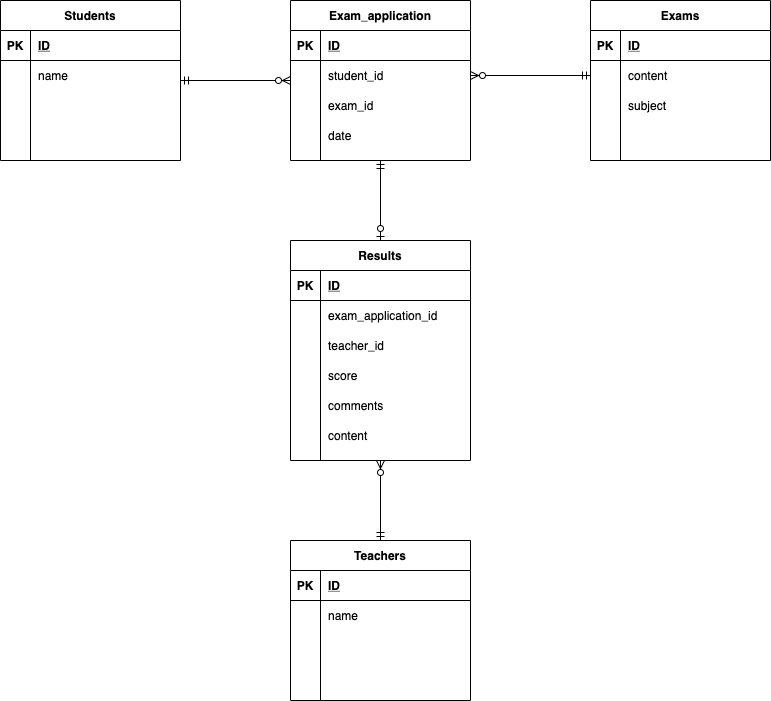 Students
PK ID
name
Exam_application
PK ID
student_id
exam_id
date
Exams
PK ID
content
subject
Results
PK ID
exam_application_id
teacher_id
score
comments
content
Teachers
PK ID
name